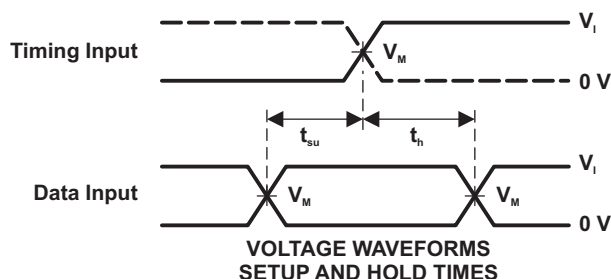 V_I
Timing Input
V_M
0 V
t_su
t_h
V_I
Data Input
V_M
V_M
0 V
VOLTAGE WAVEFORMS
SETUP AND HOLD TIMES